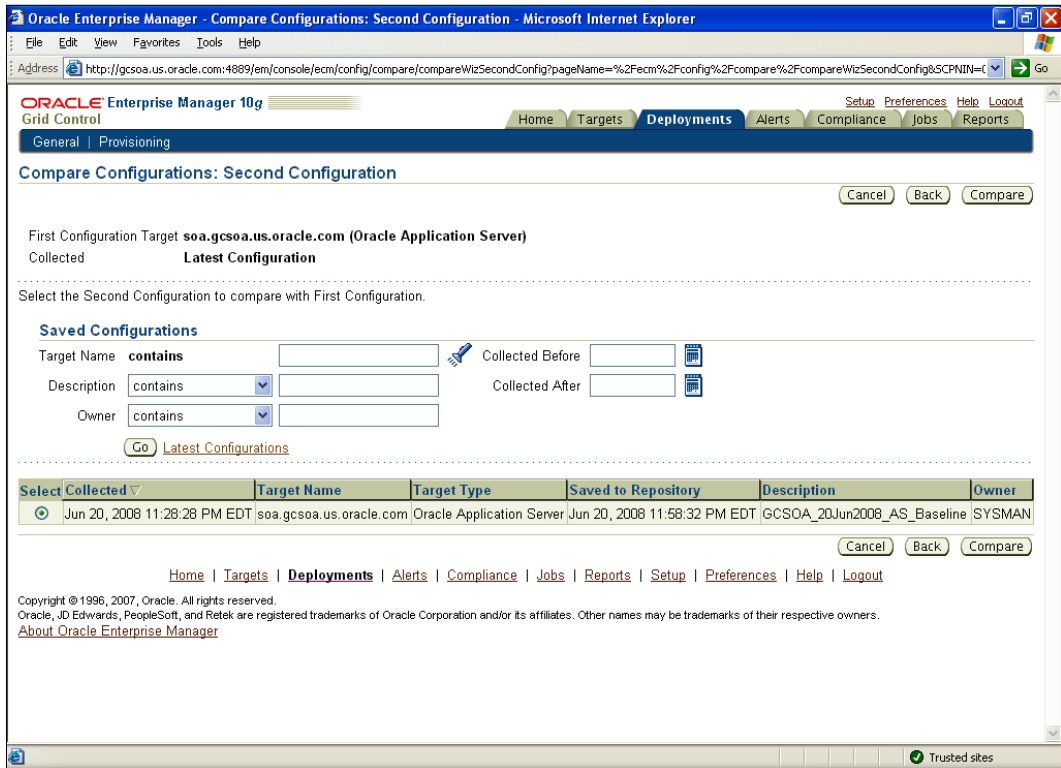 Oracle Enterprise Manager - Compare Configurations: Second Configuration - Microsoft Internet Explorer
File Edit View Favorites Tools Help
Address http://gcsoa.us.oracle.com:4889/em/console/ecm/config/compare/compareWizSecondConfig?pageName=%2Fecm%2Fconfig%2Fcompare%2FcompareWizSecondConfig&SCPNIN=( Go
ORACLE Enterprise Manager 10g
Setup Preferences Help Logout
Grid Control
Home Targets Deployments Alerts Compliance Jobs Reports
General | Provisioning
Compare Configurations: Second Configuration
Cancel Back Compare
First Configuration Target soa.gcsoa.us.oracle.com (Oracle Application Server)
Collected Latest Configuration
Select the Second Configuration to compare with First Configuration.
Saved Configurations
Target Name contains Collected Before
Description contains Collected After
Owner contains
Go Latest Configurations
Select Collected Target Name Target Type Saved to Repository Description Owner
Jun 20, 2008 11:28:28 PM EDT soa.gcsoa.us.oracle.com Oracle Application Server Jun 20, 2008 11:58:32 PM EDT GCSOA_20Jun2008_AS_Baseline SYSMAN
Cancel Back Compare
Home | Targets | Deployments | Alerts | Compliance | Jobs | Reports | Setup | Preferences | Help | Logout
Copyright © 1996, 2007, Oracle. All rights reserved.
Oracle, JD Edwards, PeopleSoft, and Retek are registered trademarks of Oracle Corporation and/or its affiliates. Other names may be trademarks of their respective owners.
About Oracle Enterprise Manager
Trusted sites